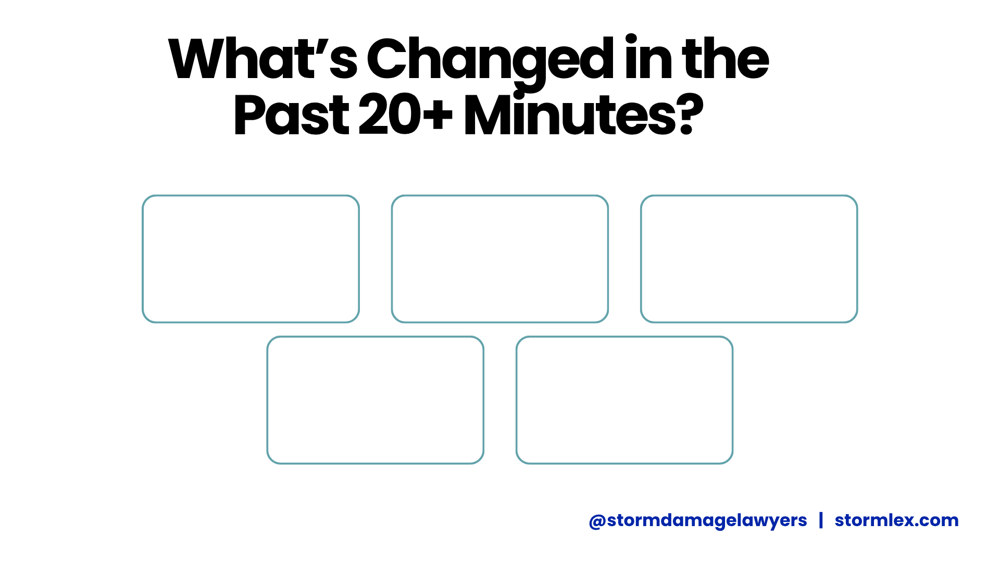 What’s Changed in the
Past 20+ Minutes?
@stormdamagelawyers | stormlex.com